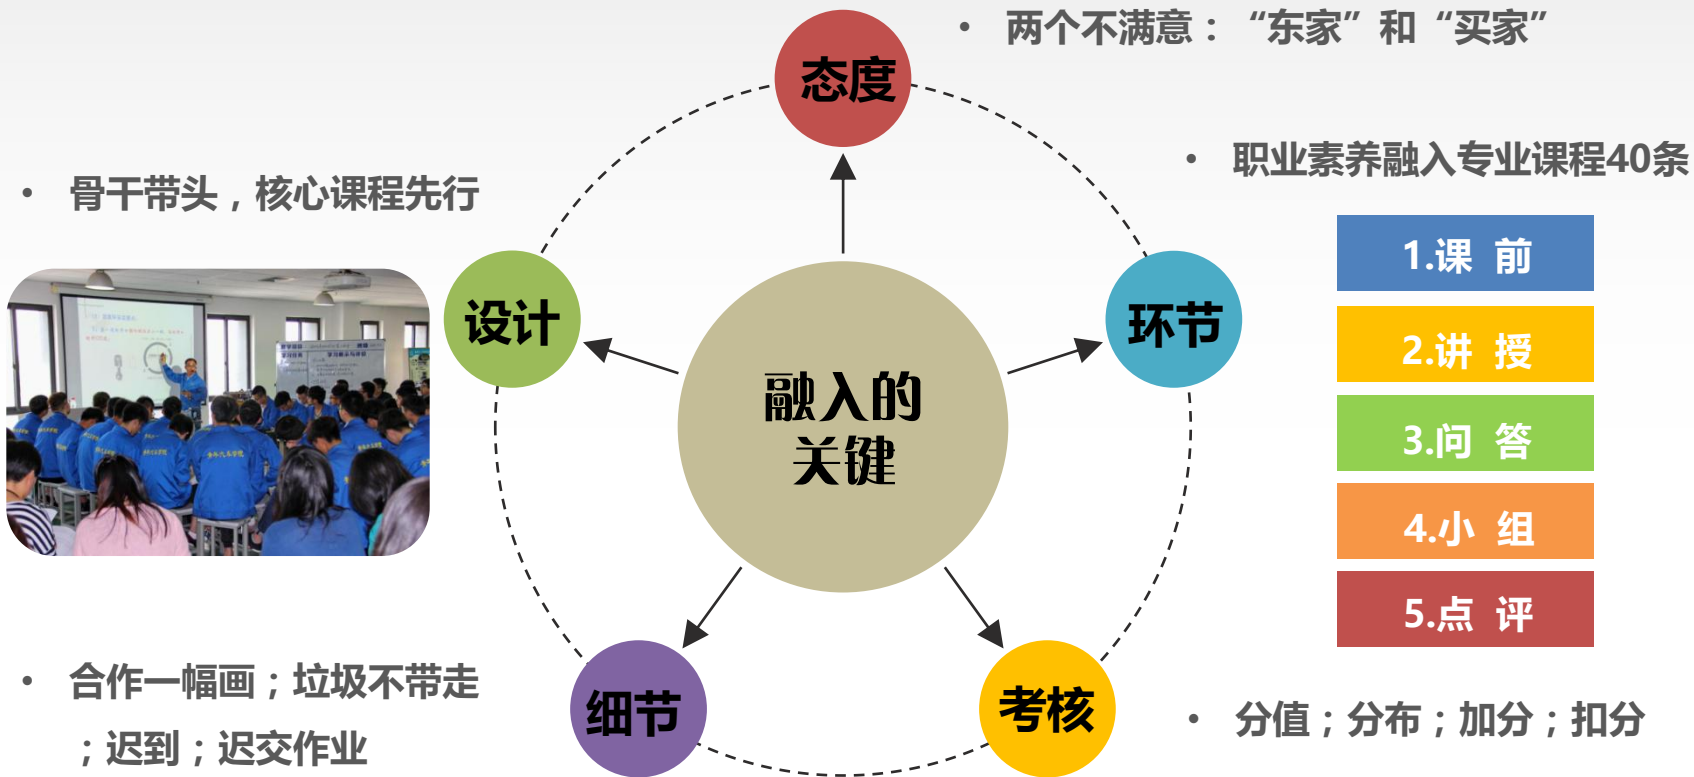 • 两个不满意：“东家”和“买家”
态度
• 职业素养融入专业课程40条
• 骨干带头，核心课程先行
设计
环节
1.课 前
2.讲 授
3.问 答
4.小 组
5.点 评
融入的
关键
细节
考核
• 合作一幅画；垃圾不带走
；迟到；迟交作业
• 分值；分布；加分；扣分